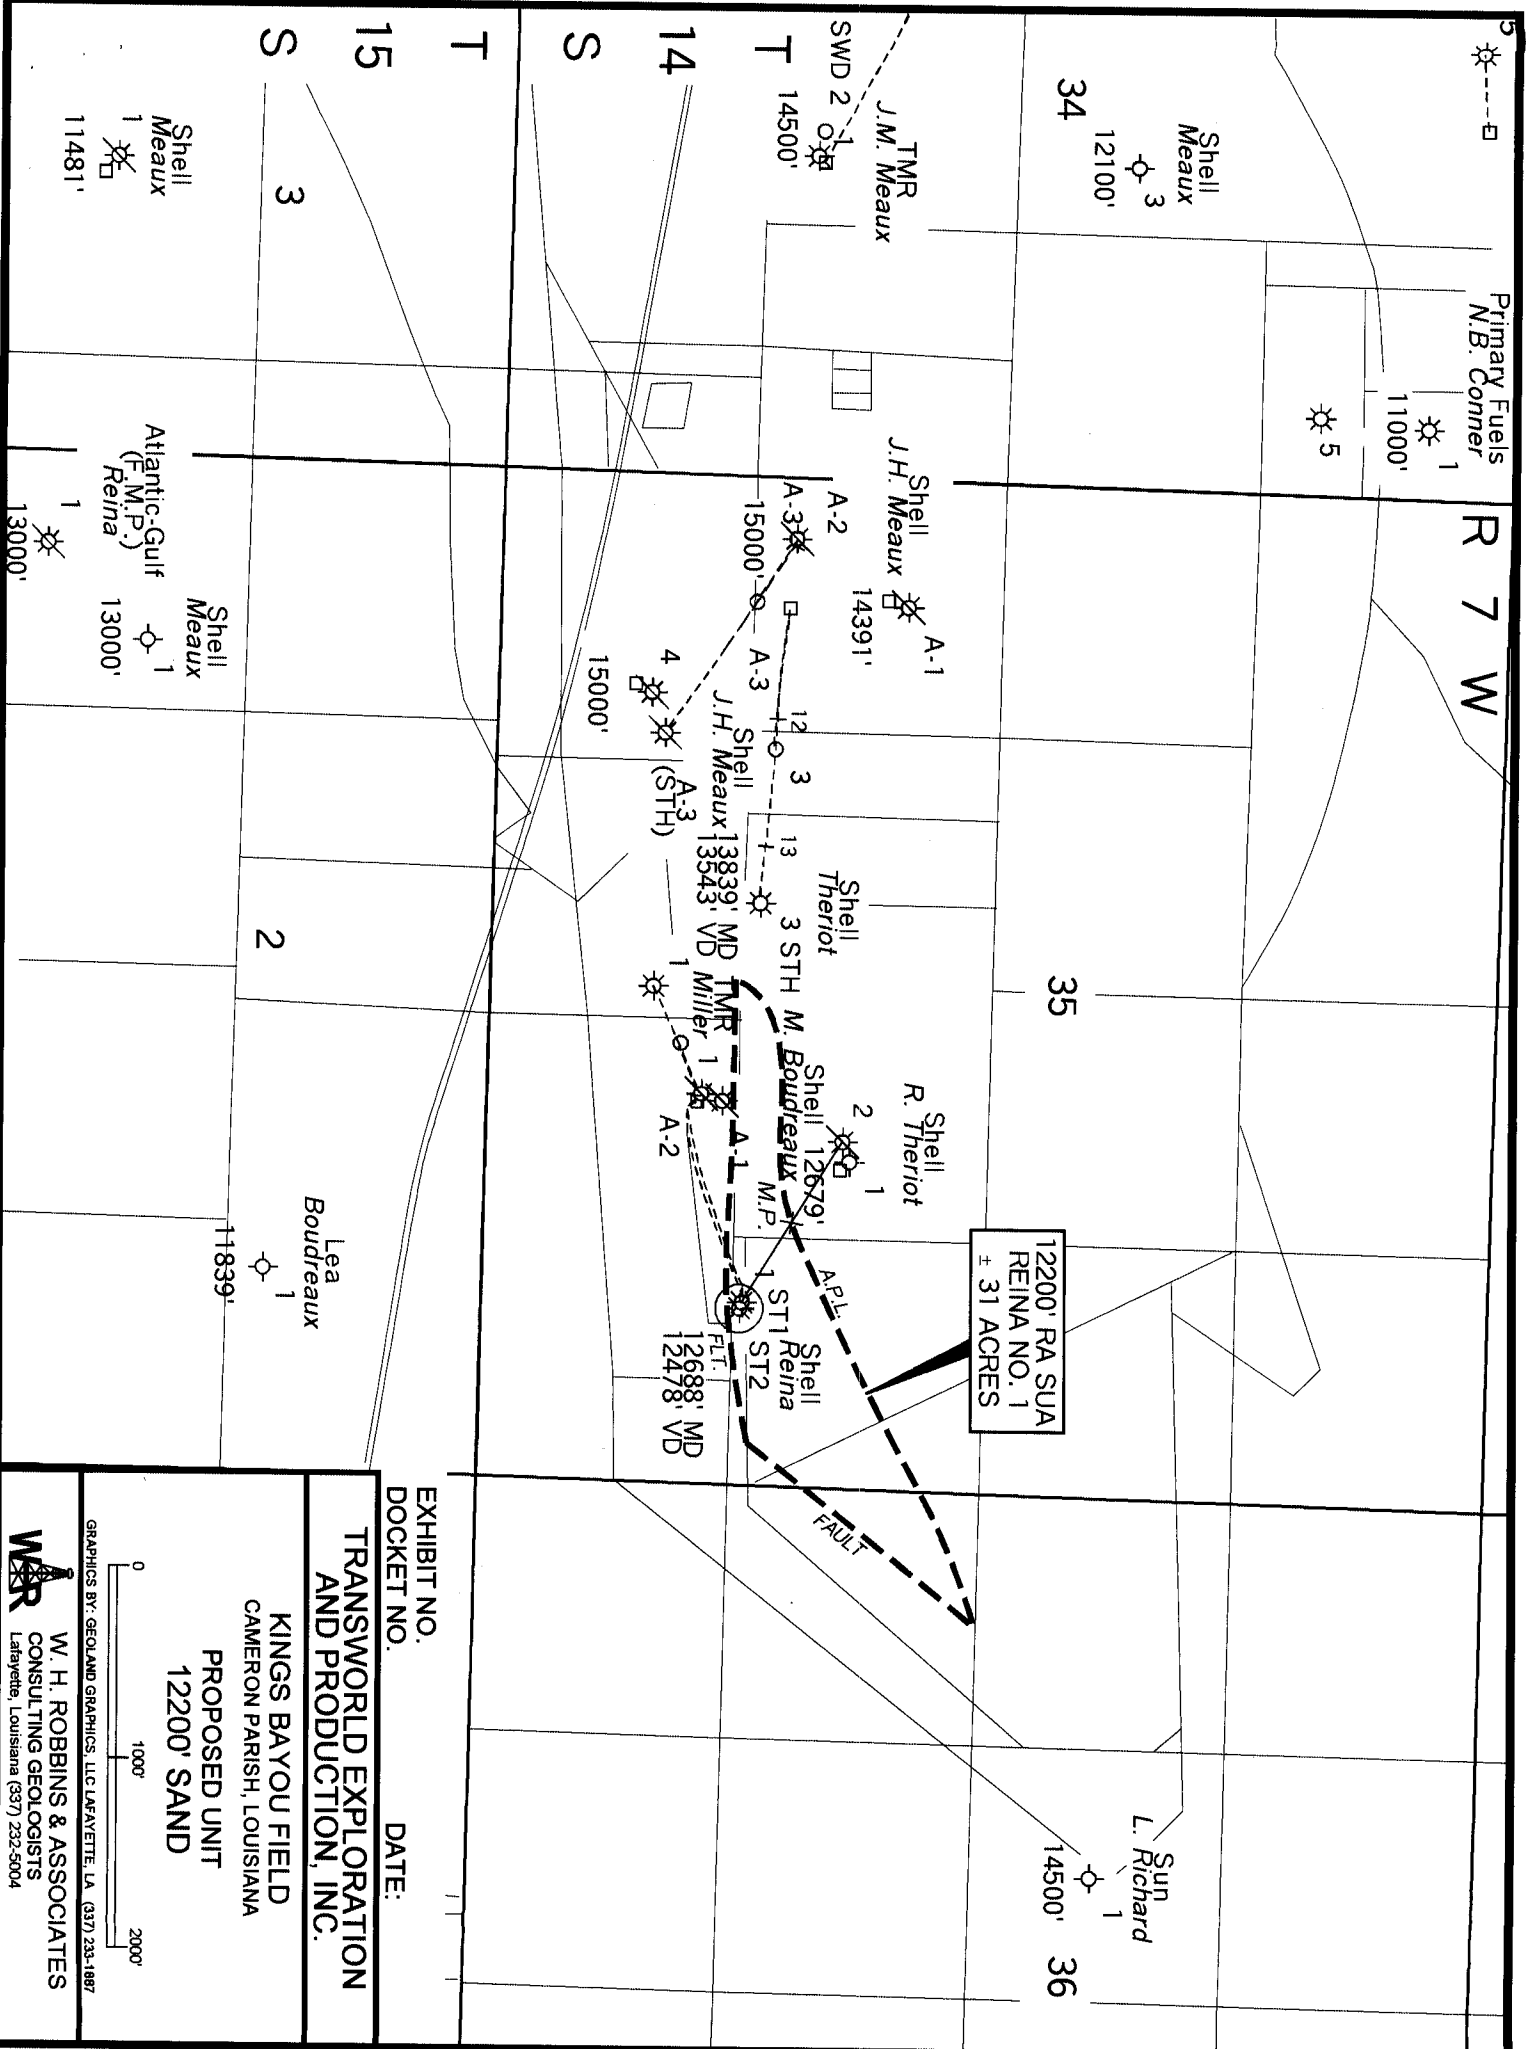 5
Primary Fuels
N.B. Conner
1
11000'
5
R 7 W
34
Shell
Meaux
3
12100'
TMR
J.M. Meaux
SWD 2
1
14500'
T
14
S
T
15
S
Shell
J.H. Meaux
A-1
14391'
A-2
A-3
15000'
A-3
12
3
13
Shell
Theriot
3 STH
35
Shell
R. Theriot
2
1
Shell 12679'
M. Boudreaux
M.P.
12200' RA SUA
REINA NO. 1
± 31 ACRES
A.P.L.
FAULT
4
15000'
Shell
J.H. Meaux
A-3
(STH)
13839' MD
13543' VD
TMR
Miller
1
1
A-1
A-2
1
ST1
ST2
Shell
Reina
FLT.
12688' MD
12478' VD
Sun
L. Richard
1
14500'
36
3
Shell
Meaux
1
11481'
Atlantic-Gulf
(F.M.P.)
Reina
1
13000'
Shell
Meaux
1
13000'
2
Lea
Boudreaux
1
11839'
EXHIBIT NO.
DOCKET NO.
DATE:
TRANSWORLD EXPLORATION
AND PRODUCTION, INC.
KINGS BAYOU FIELD
CAMERON PARISH, LOUISIANA
PROPOSED UNIT
12200' SAND
0
1000'
2000'
GRAPHICS BY: GEOLAND GRAPHICS, LLC LAFAYETTE, LA (337) 233-1887
WR
W. H. ROBBINS & ASSOCIATES
CONSULTING GEOLOGISTS
Lafayette, Louisiana (337) 232-5004